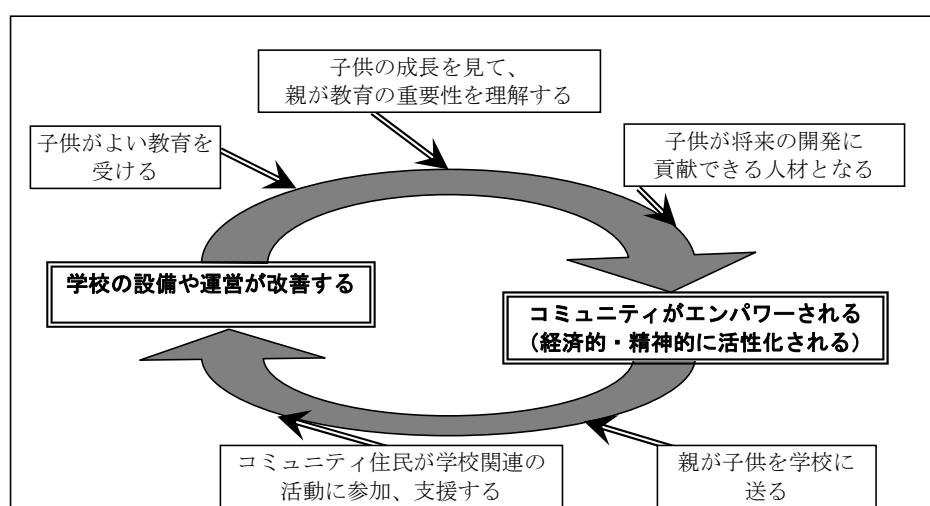 子供の成長を見て、
親が教育の重要性を理解する
子供がよい教育を
受ける
子供が将来の開発に
貢献できる人材となる
学校の設備や運営が改善する
コミュニティがエンパワーされる
（経済的・精神的に活性化される）
コミュニティ住民が学校関連の
活動に参加、支援する
親が子供を学校に
送る